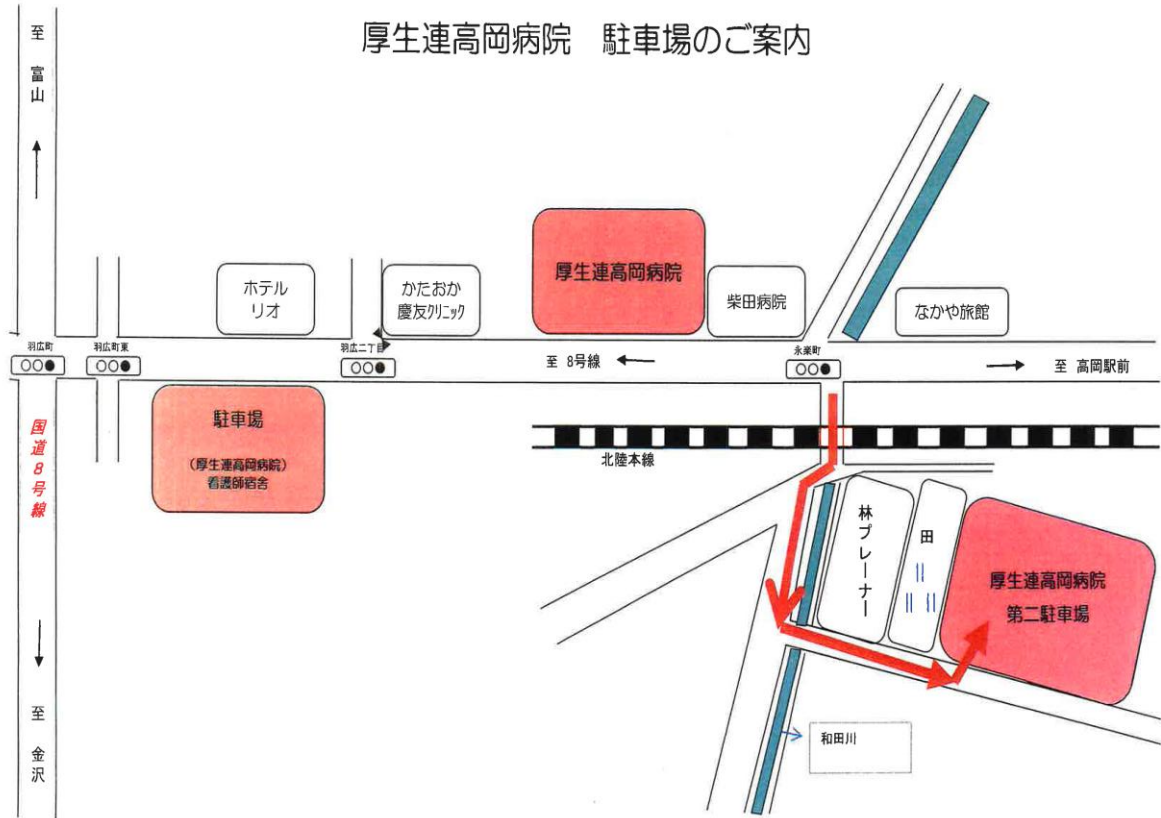 厚生連高岡病院　駐車場のご案内
至　富山
ホテル
リオ
かたおか
慶友クリニック
厚生連高岡病院
柴田病院
なかや旅館
羽広町
羽広町東
羽広二丁目
至 8号線
永楽町
至 高岡駅前
国道8号線
駐車場
(厚生連高岡病院)
看護師宿舎
北陸本線
林プレーナー
田
厚生連高岡病院
第二駐車場
和田川
至　金沢